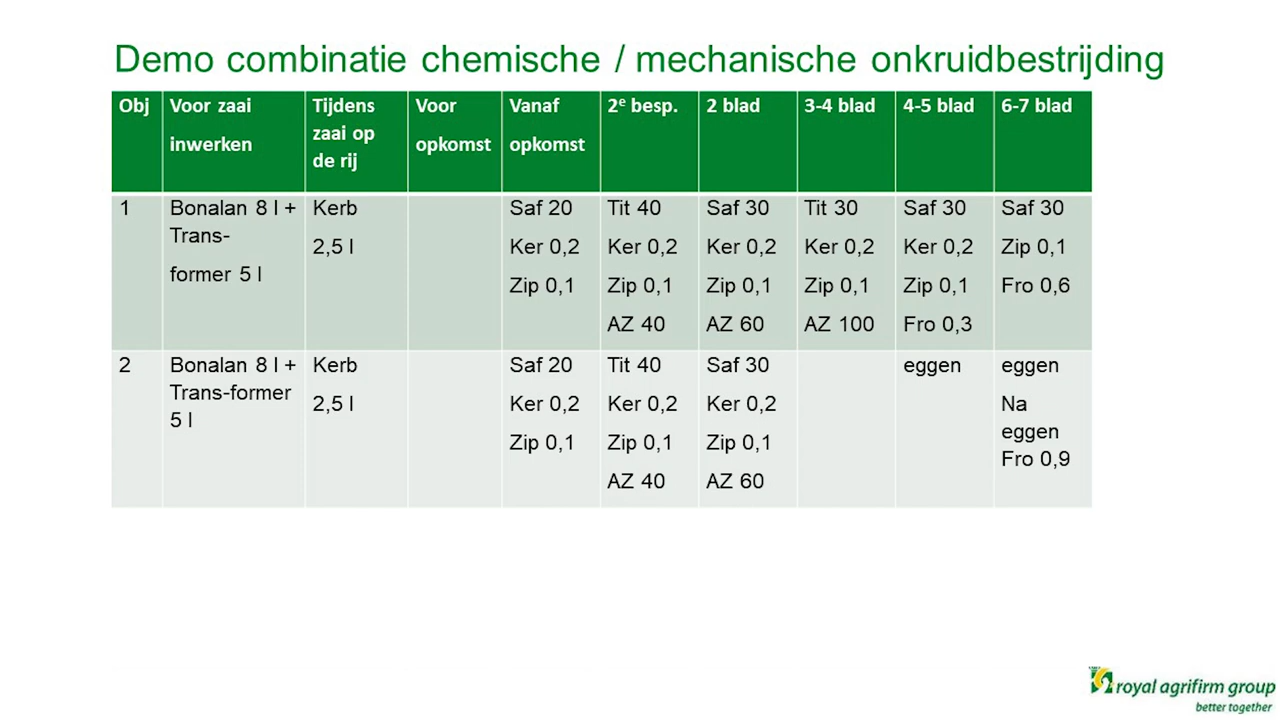 Demo combinatie chemische / mechanische onkruidbestrijding
Obj
Voor zaai
inwerken
Tijdens
zaai op
de rij
Voor
opkomst
Vanaf
opkomst
2e besp.
2 blad
3-4 blad
4-5 blad
6-7 blad
1
Bonalan 8 l +
Trans-
former 5 l
Kerb
2,5 l
Saf 20
Ker 0,2
Zip 0,1
Tit 40
Ker 0,2
Zip 0,1
AZ 40
Saf 30
Ker 0,2
Zip 0,1
AZ 60
Tit 30
Ker 0,2
Zip 0,1
AZ 100
Saf 30
Ker 0,2
Zip 0,1
Fro 0,3
Saf 30
Zip 0,1
Fro 0,6
2
Bonalan 8 l +
Trans-former
5 l
Kerb
2,5 l
Saf 20
Ker 0,2
Zip 0,1
Tit 40
Ker 0,2
Zip 0,1
AZ 40
Saf 30
Ker 0,2
Zip 0,1
AZ 60
eggen
eggen
Na
eggen
Fro 0,9
royal agrifirm group
better together